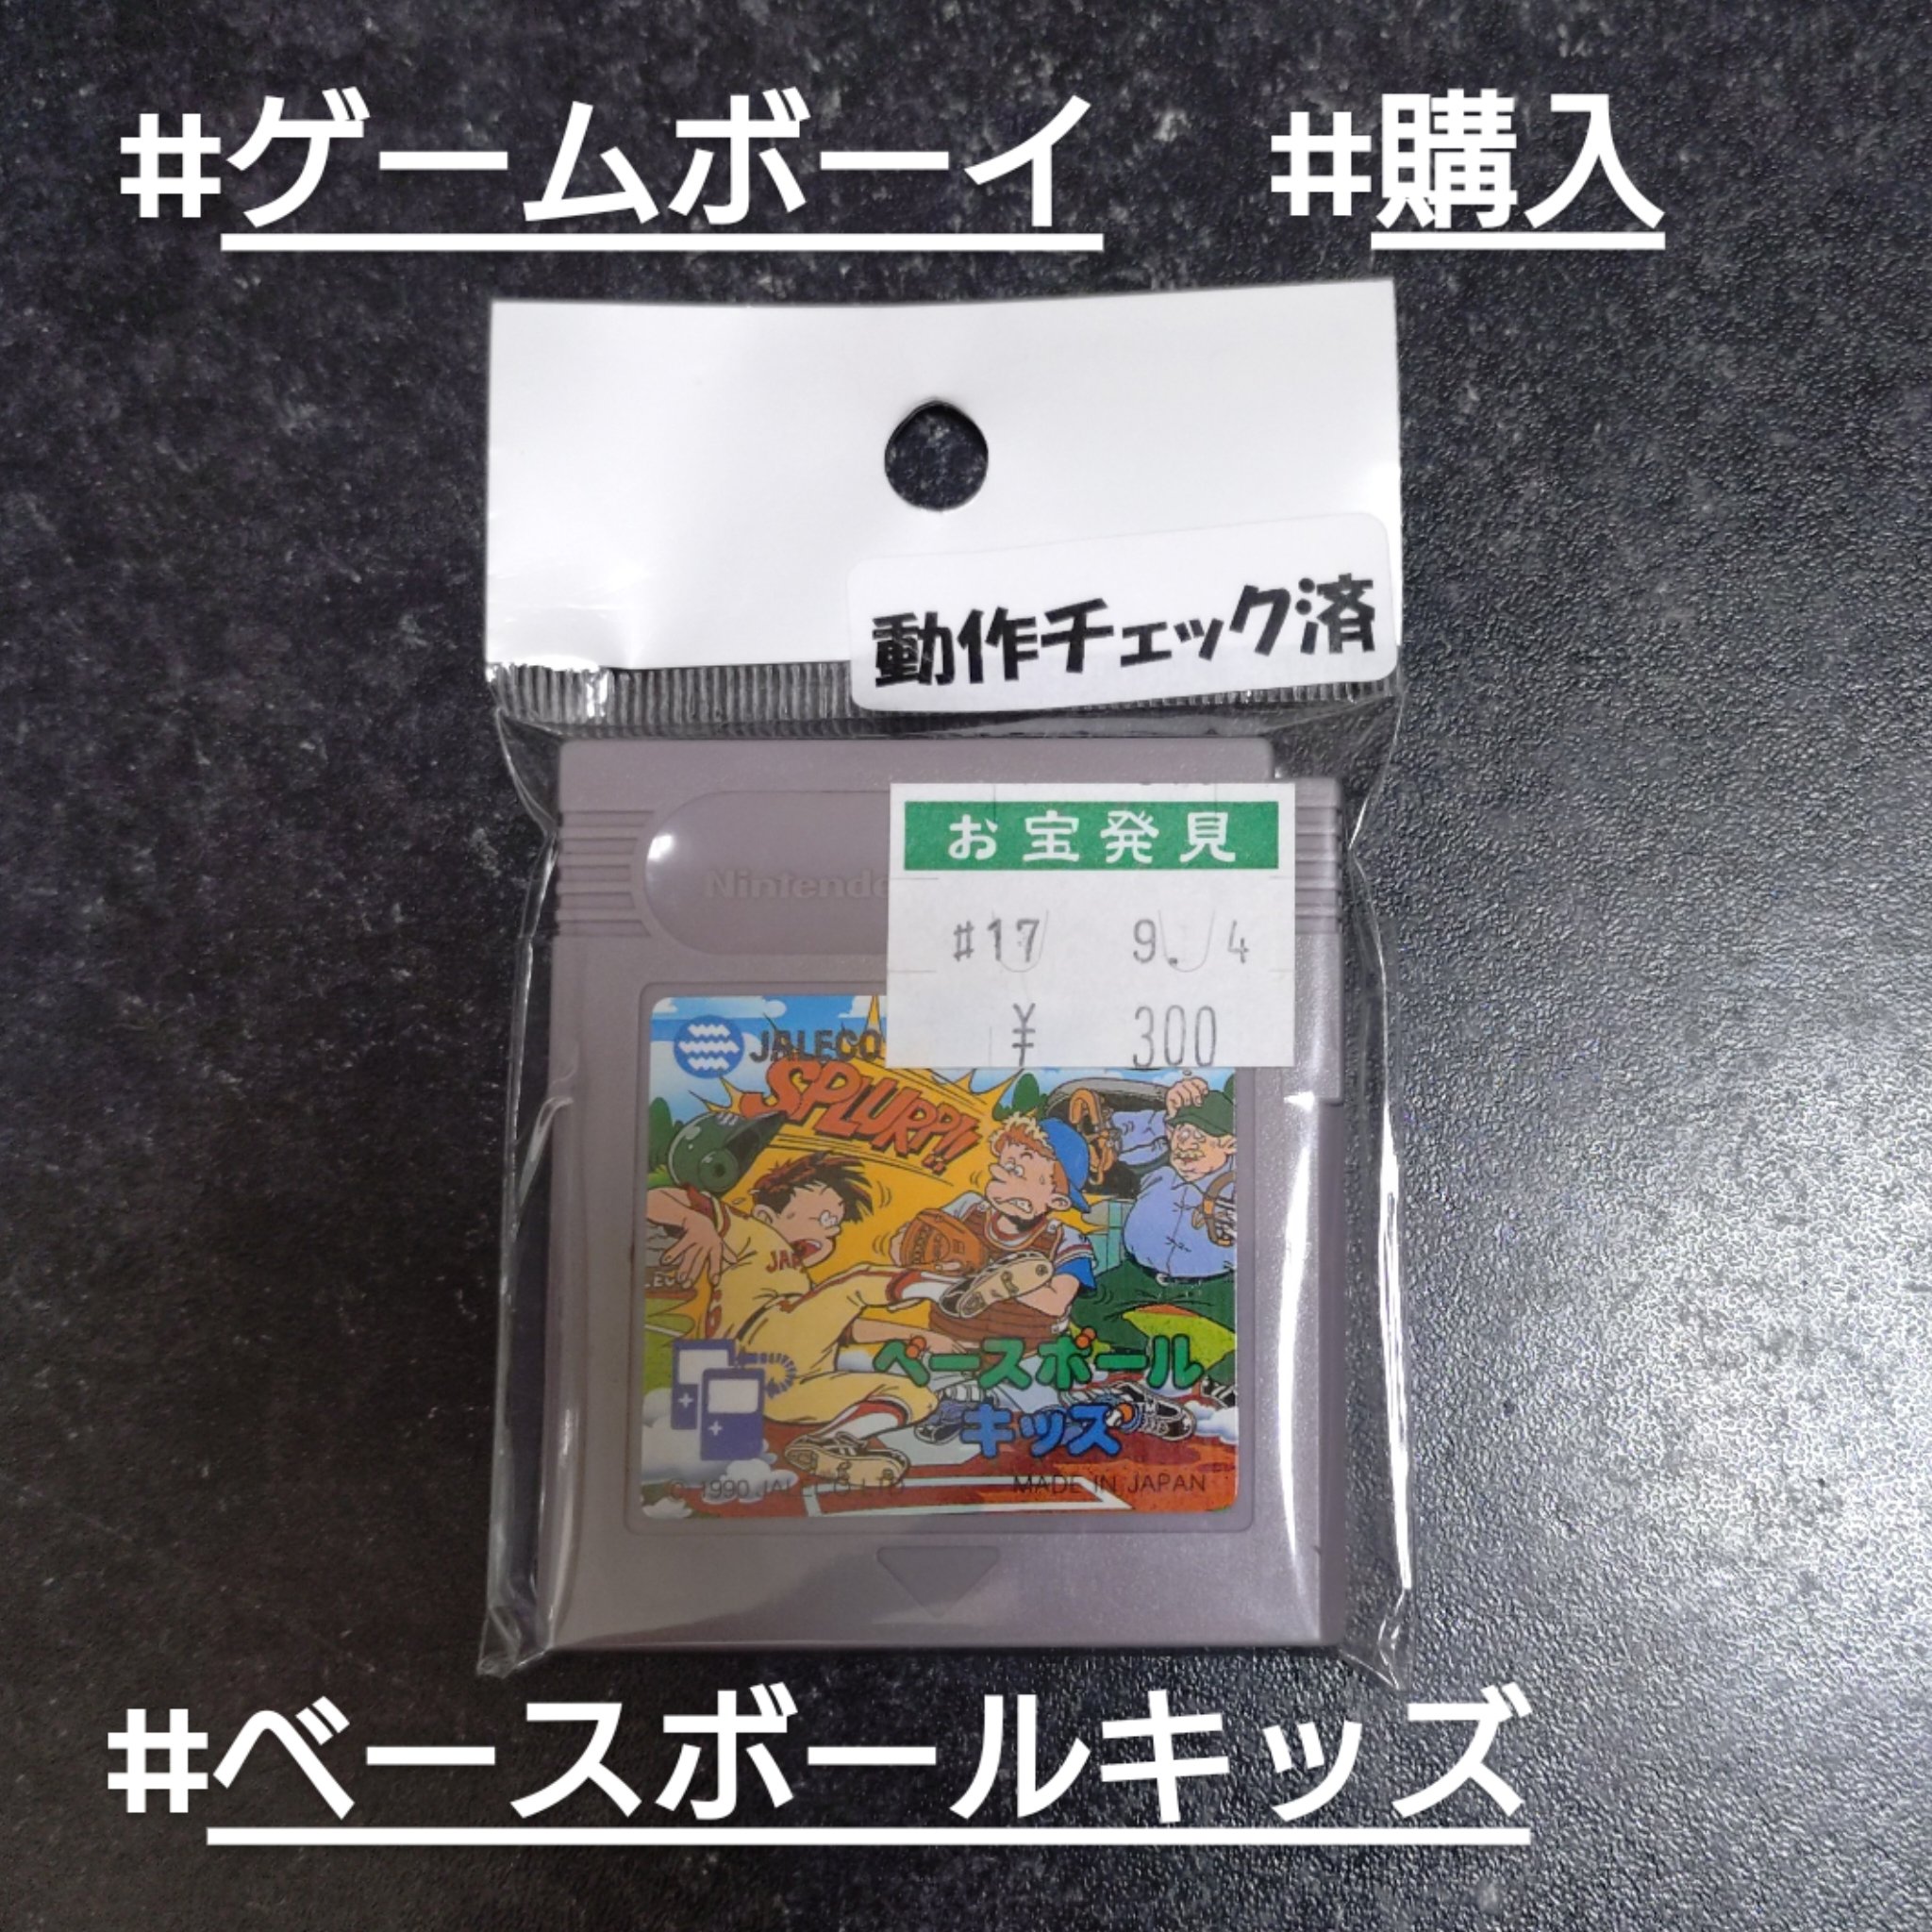 #ゲームボーイ #購入
動作チェック済
お宝発見
#17 9. 4
¥ 300
Nintendo
JALECO
SPLURP!!
JAP
ベースボール
キッズ
© 1990 JALECO LTD
MADE IN JAPAN
#ベースボールキッズ